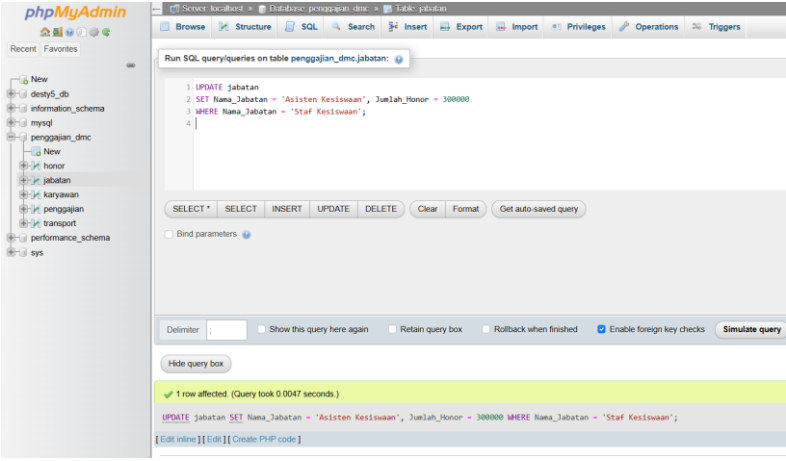 phpMyAdmin
Recent Favorites
New
desty5_db
information_schema
mysql
penggajian_dmc
New
honor
jabatan
karyawan
penggajian
transport
performance_schema
sys
Server: localhost » Database: penggajian_dmc » Table: jabatan
Browse Structure SQL Search Insert Export Import Privileges Operations Triggers
Run SQL query/queries on table penggajian_dmc.jabatan:
1 UPDATE jabatan
2 SET Nama_Jabatan = 'Asisten Kesiswaan', Jumlah_Honor = 300000
3 WHERE Nama_Jabatan = 'Staf Kesiswaan';
4
SELECT * SELECT INSERT UPDATE DELETE Clear Format Get auto-saved query
Bind parameters
Delimiter ; Show this query here again Retain query box Rollback when finished Enable foreign key checks Simulate query
Hide query box
1 row affected. (Query took 0.0047 seconds.)
UPDATE jabatan SET Nama_Jabatan = 'Asisten Kesiswaan', Jumlah_Honor = 300000 WHERE Nama_Jabatan = 'Staf Kesiswaan';
[ Edit inline ] [ Edit ] [ Create PHP code ]